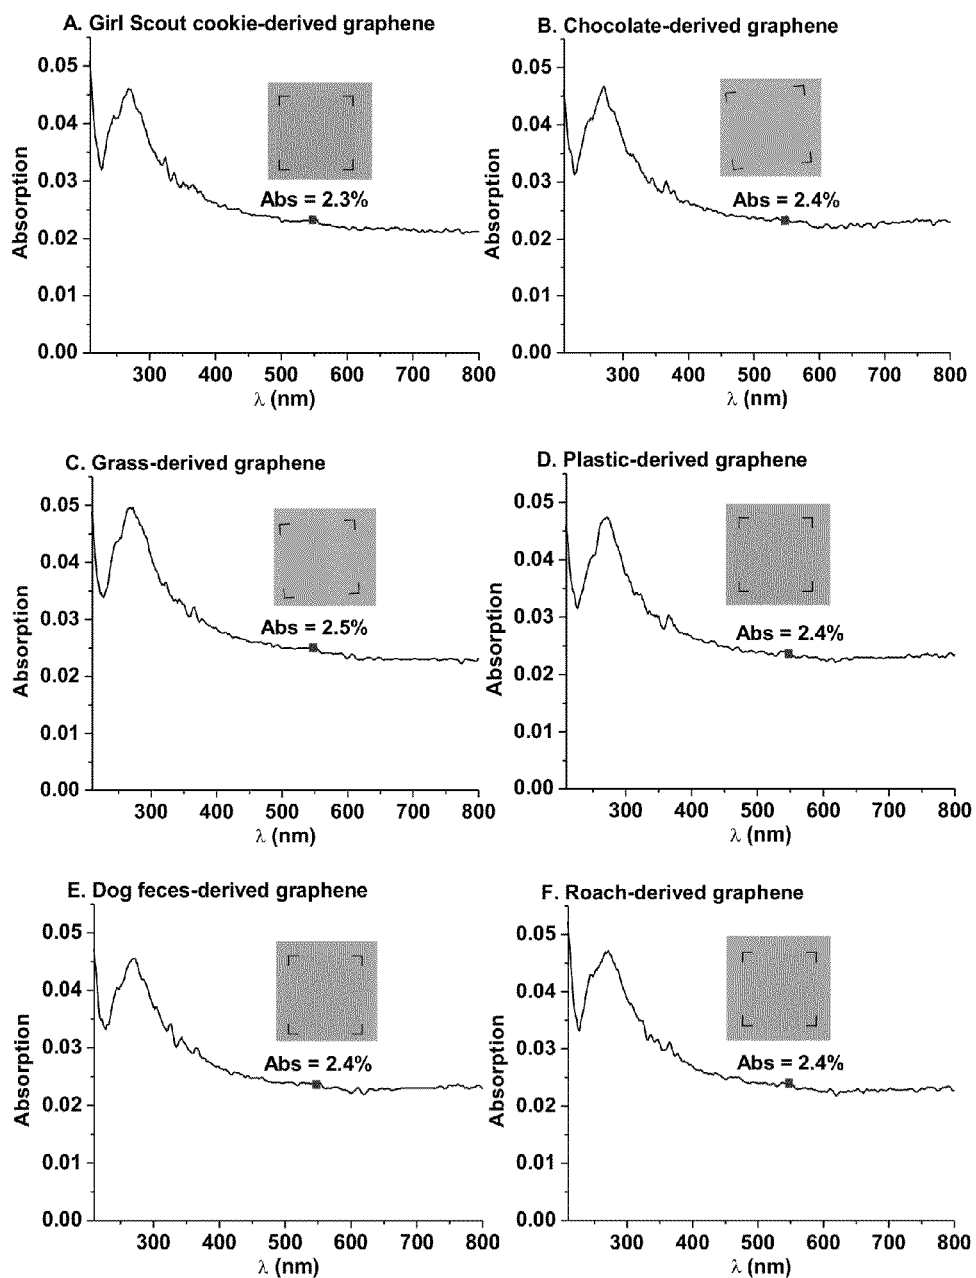 A. Girl Scout cookie-derived graphene
0.05
0.04
0.03
0.02
0.01
0.00
Absorption
Abs = 2.3%
300 400 500 600 700 800
λ (nm)
B. Chocolate-derived graphene
0.05
0.04
0.03
0.02
0.01
0.00
Absorption
Abs = 2.4%
300 400 500 600 700 800
λ (nm)
C. Grass-derived graphene
0.05
0.04
0.03
0.02
0.01
0.00
Absorption
Abs = 2.5%
300 400 500 600 700 800
λ (nm)
D. Plastic-derived graphene
0.05
0.04
0.03
0.02
0.01
0.00
Absorption
Abs = 2.4%
300 400 500 600 700 800
λ (nm)
E. Dog feces-derived graphene
0.05
0.04
0.03
0.02
0.01
0.00
Absorption
Abs = 2.4%
300 400 500 600 700 800
λ (nm)
F. Roach-derived graphene
0.05
0.04
0.03
0.02
0.01
0.00
Absorption
Abs = 2.4%
300 400 500 600 700 800
λ (nm)